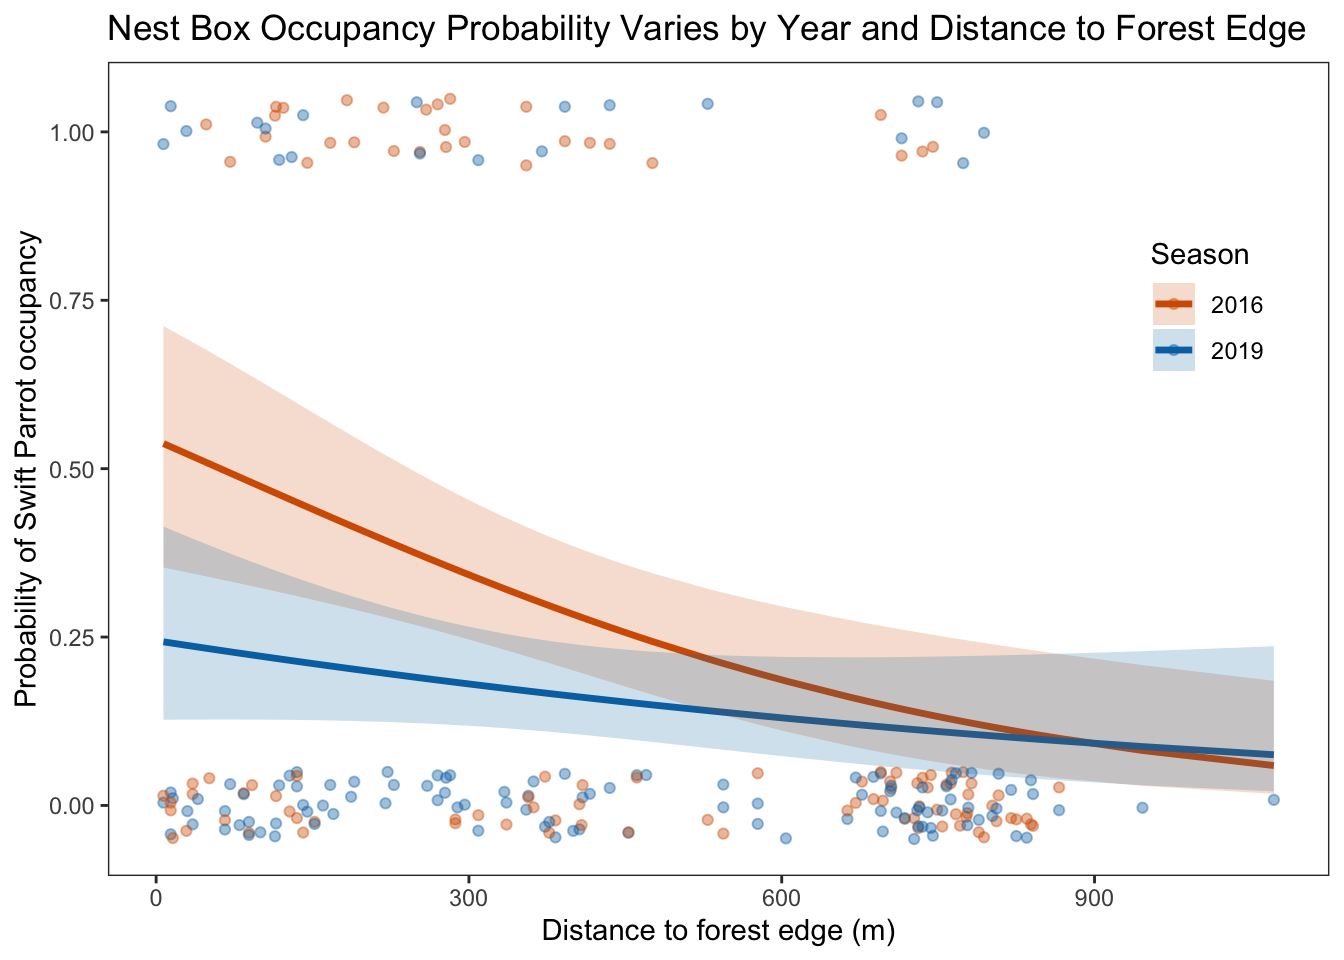 Nest Box Occupancy Probability Varies by Year and Distance to Forest Edge
Probability of Swift Parrot occupancy
1.00
0.75
0.50
0.25
0.00
Season
2016
2019
0
300
600
900
Distance to forest edge (m)